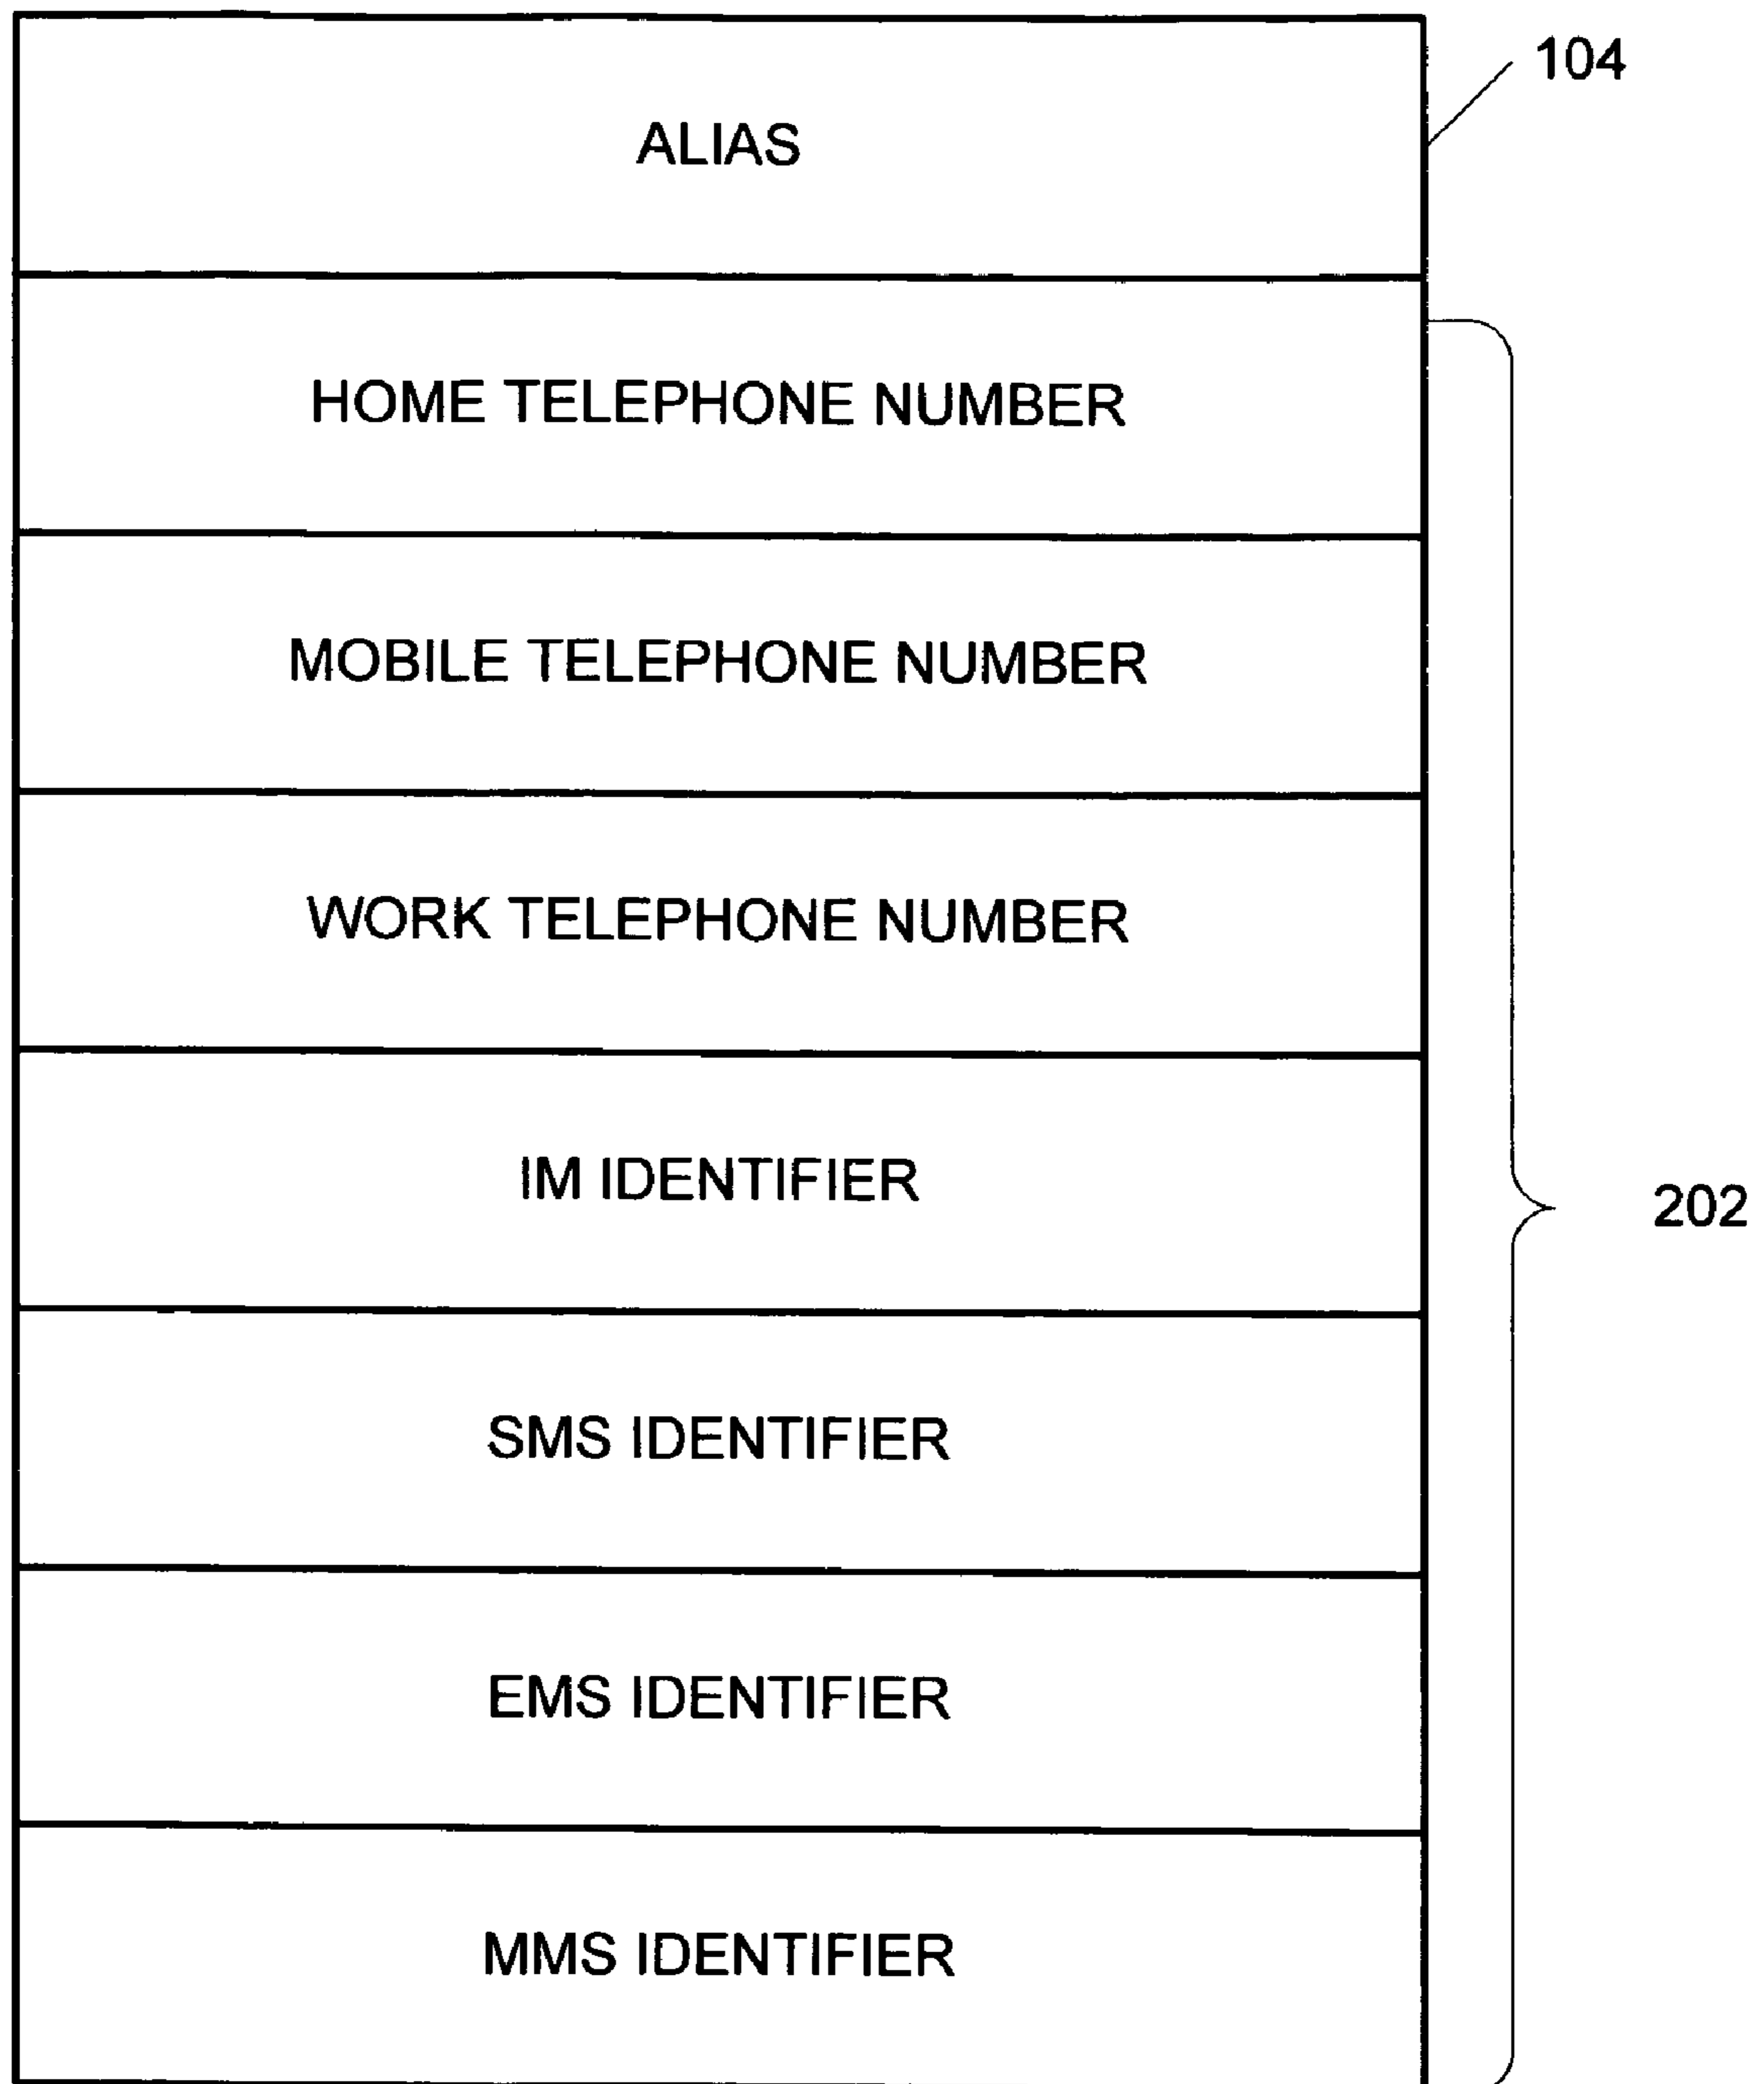 ALIAS
104
HOME TELEPHONE NUMBER
MOBILE TELEPHONE NUMBER
WORK TELEPHONE NUMBER
IM IDENTIFIER
202
SMS IDENTIFIER
EMS IDENTIFIER
MMS IDENTIFIER